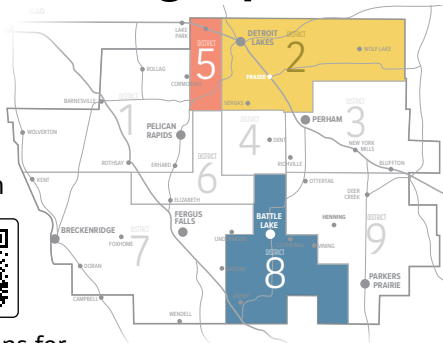 LAKE
PARK
DETROIT
LAKES
DISTRICT
2
WOLF LAKE
DISTRICT
5
ROLLAG
CORMORANT
FRAZEE
BARNESVILLE
VERGAS
DISTRICT
1
DISTRICT
3
WOLVERTON
PELICAN
RAPIDS
DISTRICT
4
PERHAM
DENT
NEW YORK
MILLS
ROTHSAY
ERHARD
DISTRICT
6
RICHVILLE
BLUFFTON
KENT
OTTERTAIL
DEER
CREEK
ELIZABETH
BATTLE
LAKE
HENNING
FERGUS
FALLS
BRECKENRIDGE
FOXHOME
DISTRICT
7
VINING
DISTRICT
9
DISTRICT
8
DORAN
PARKERS
PRAIRIE
CAMPBELL
WENDELL